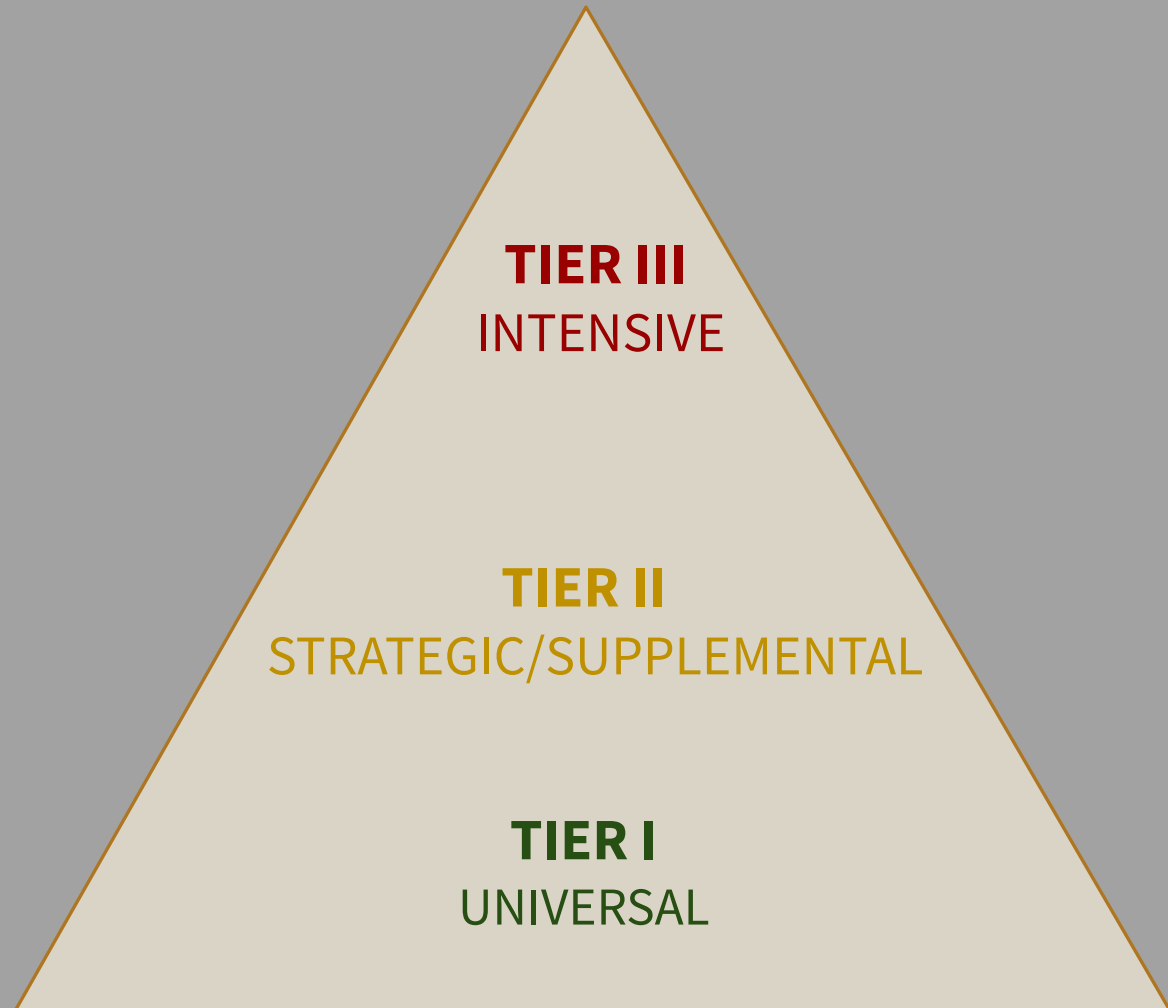 TIER III
INTENSIVE
TIER II
STRATEGIC/SUPPLEMENTAL
TIER I
UNIVERSAL